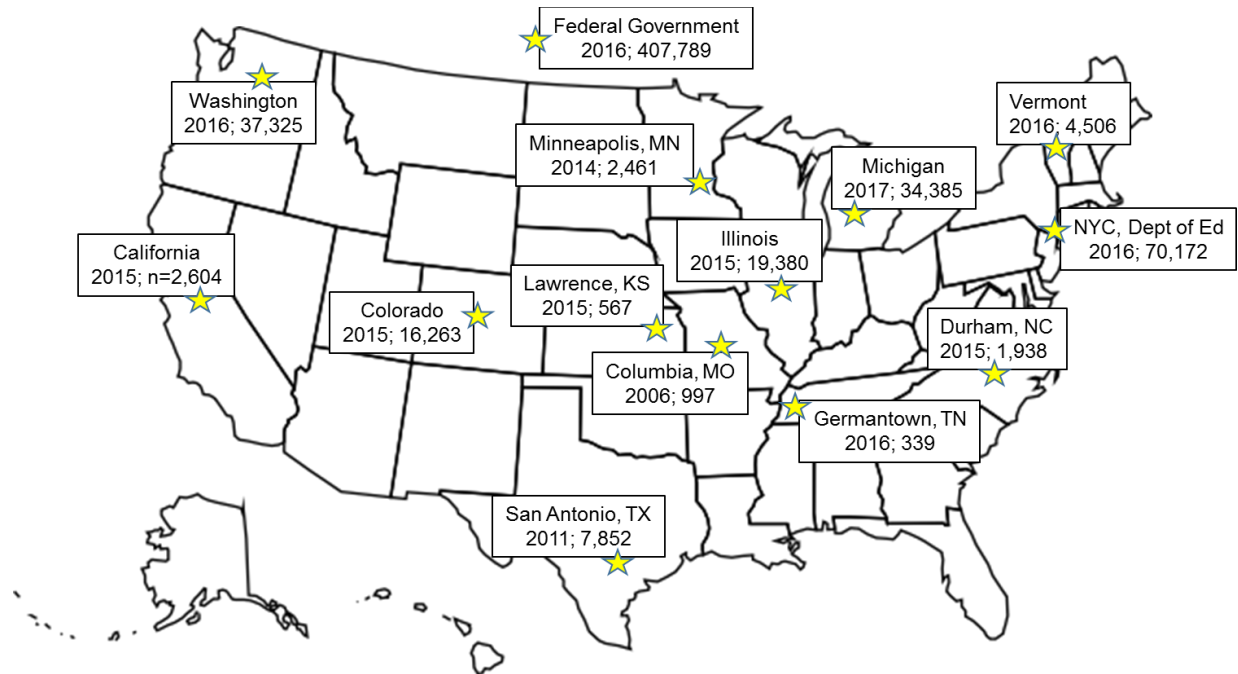 Federal Government
2016; 407,789
Washington
2016; 37,325
Vermont
2016; 4,506
Minneapolis, MN
2014; 2,461
Michigan
2017; 34,385
NYC, Dept of Ed
2016; 70,172
Illinois
2015; 19,380
California
2015; n=2,604
Lawrence, KS
2015; 567
Colorado
2015; 16,263
Durham, NC
2015; 1,938
Columbia, MO
2006; 997
Germantown, TN
2016; 339
San Antonio, TX
2011; 7,852